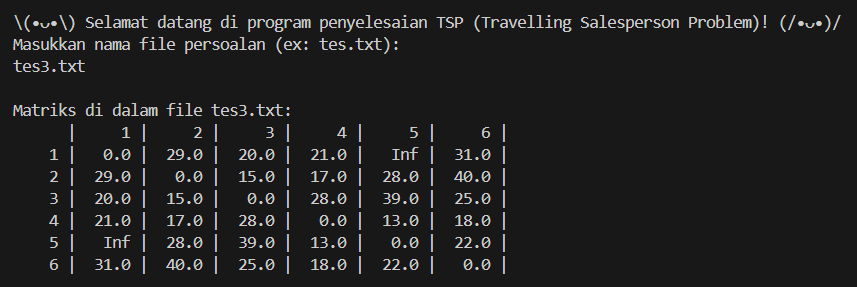 \(•ᴗ•\) Selamat datang di program penyelesaian TSP (Travelling Salesperson Problem)! (/•ᴗ•)/
Masukkan nama file persoalan (ex: tes.txt):
tes3.txt
Matriks di dalam file tes3.txt:
| 1 | 2 | 3 | 4 | 5 | 6 |
1 | 0.0 | 29.0 | 20.0 | 21.0 | Inf | 31.0 |
2 | 29.0 | 0.0 | 15.0 | 17.0 | 28.0 | 40.0 |
3 | 20.0 | 15.0 | 0.0 | 28.0 | 39.0 | 25.0 |
4 | 21.0 | 17.0 | 28.0 | 0.0 | 13.0 | 18.0 |
5 | Inf | 28.0 | 39.0 | 13.0 | 0.0 | 22.0 |
6 | 31.0 | 40.0 | 25.0 | 18.0 | 22.0 | 0.0 |